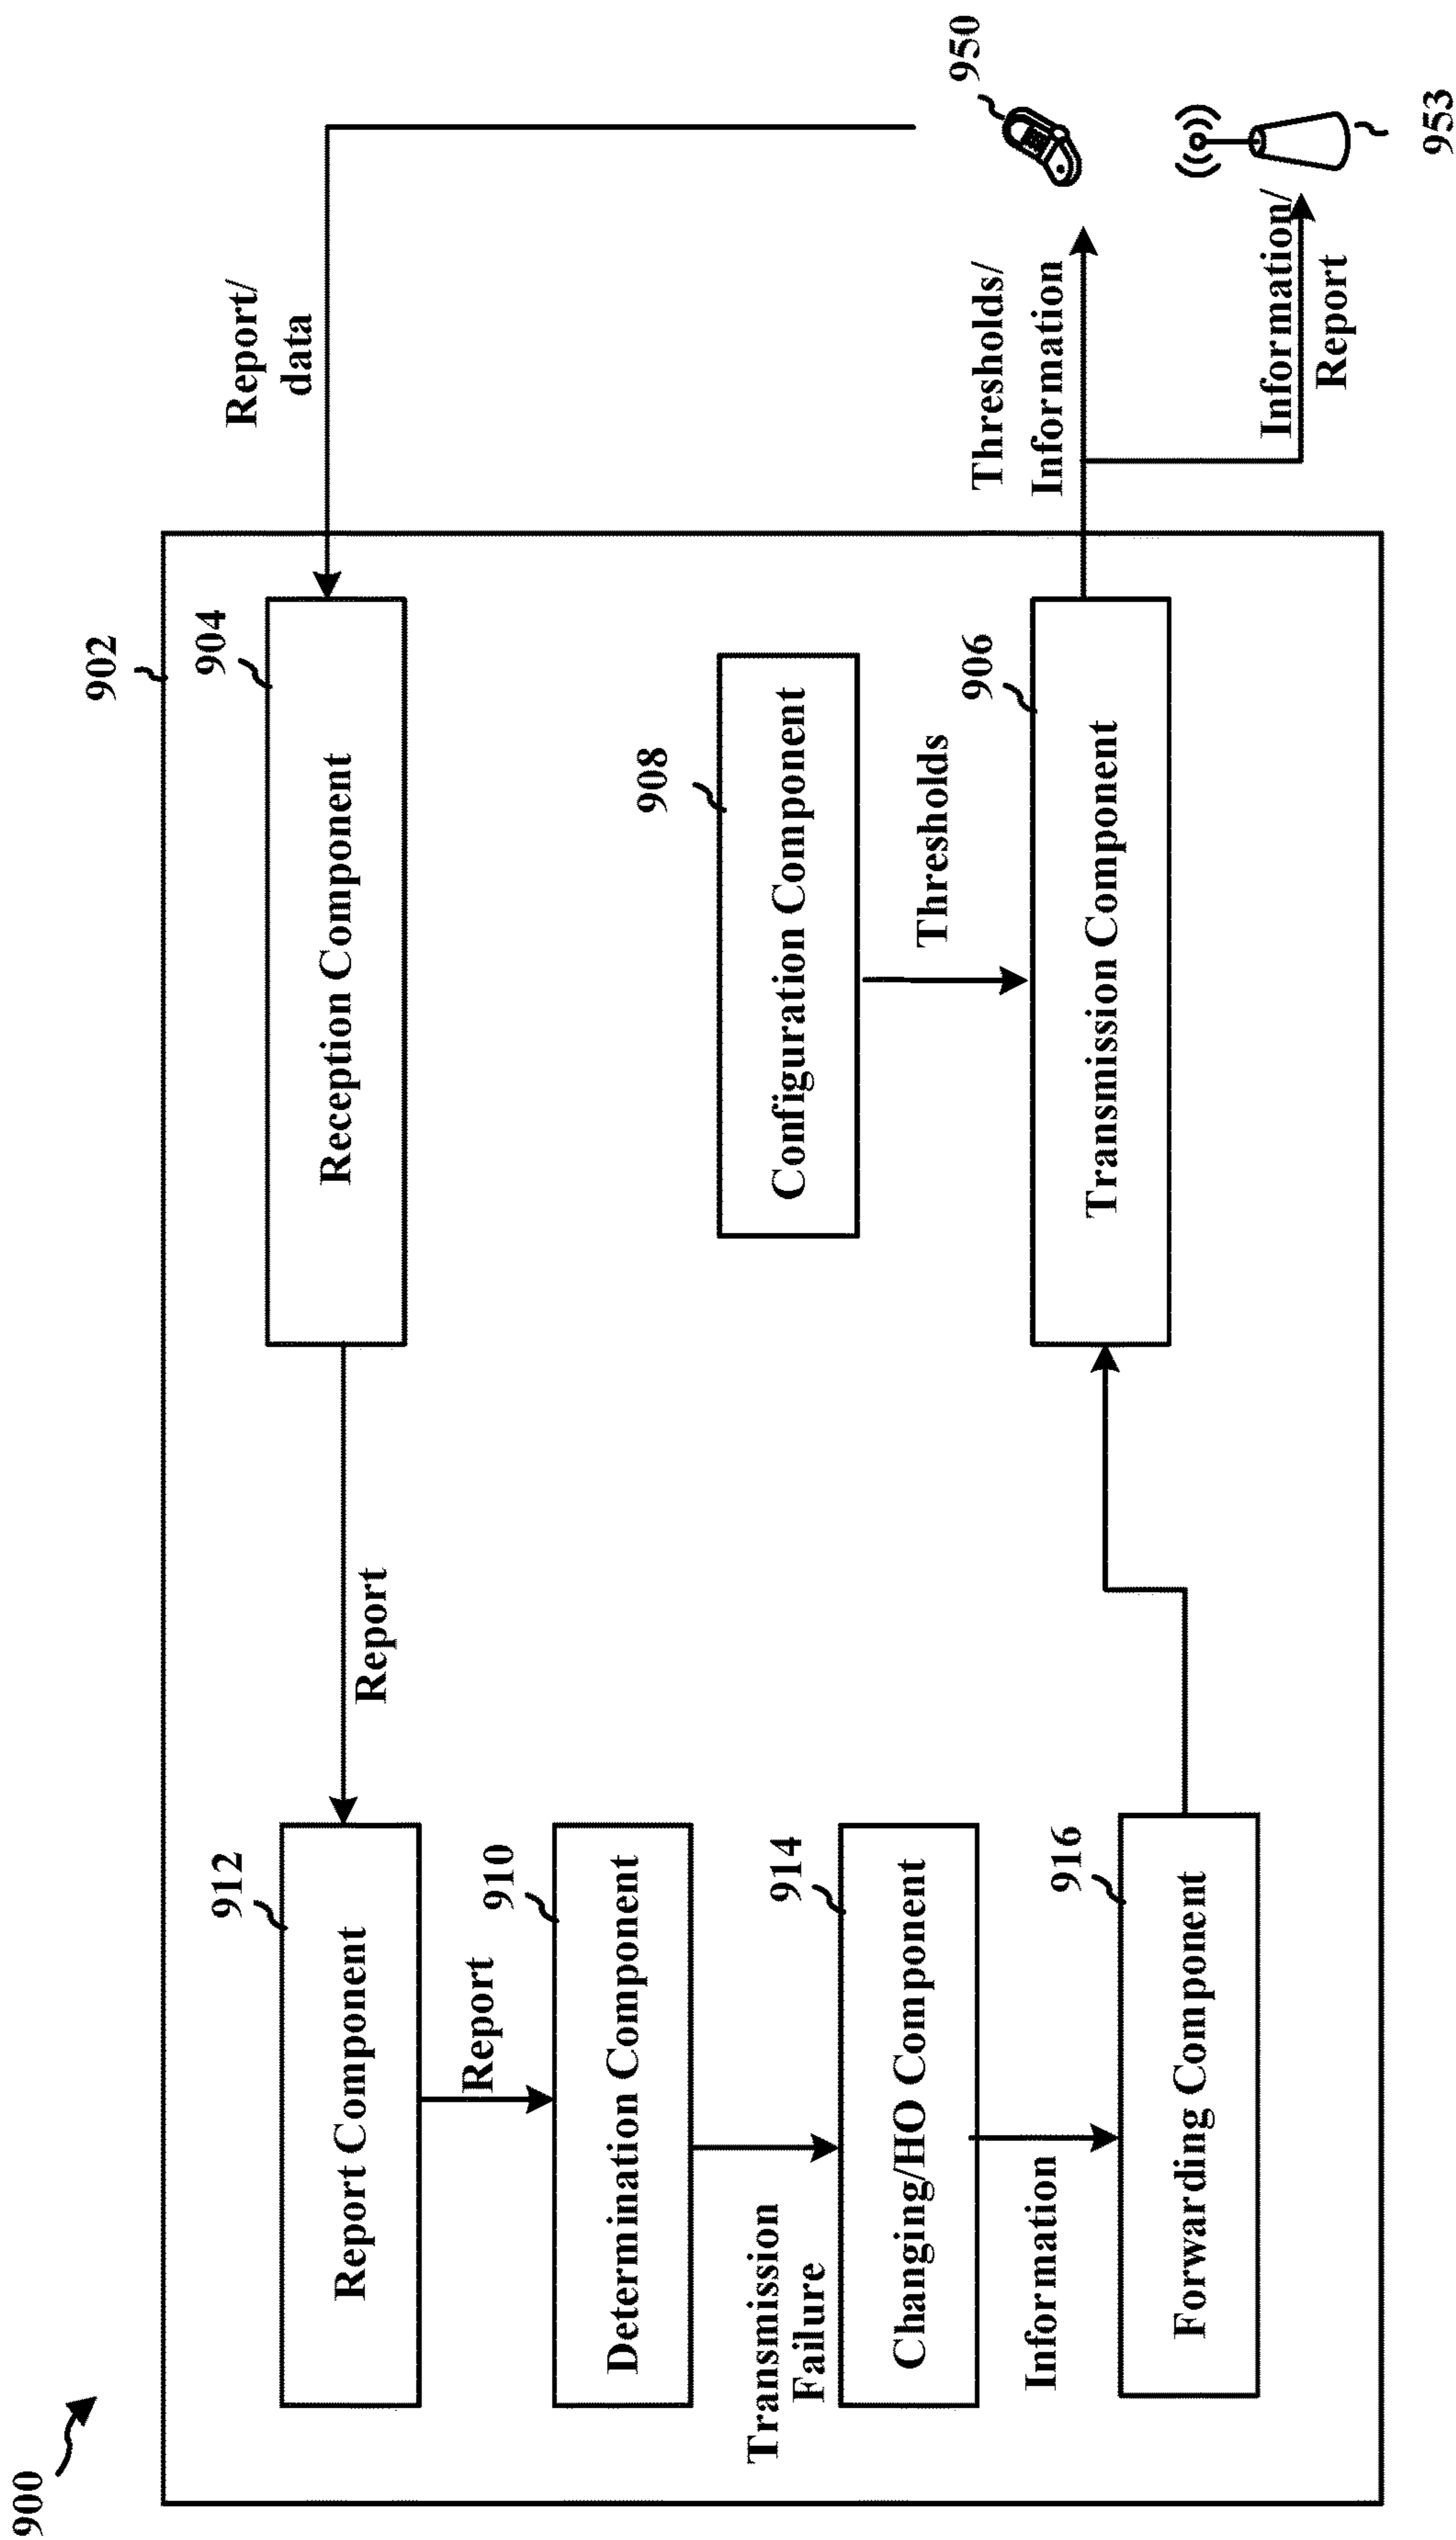 900
902
912
Report Component
Report
904
Reception Component
Report/
data
Report
910
Determination Component
908
Configuration Component
Transmission
Failure
914
Changing/HO Component
Thresholds
906
Transmission Component
Thresholds/
Information
950
Information
916
Forwarding Component
Information/
Report
953